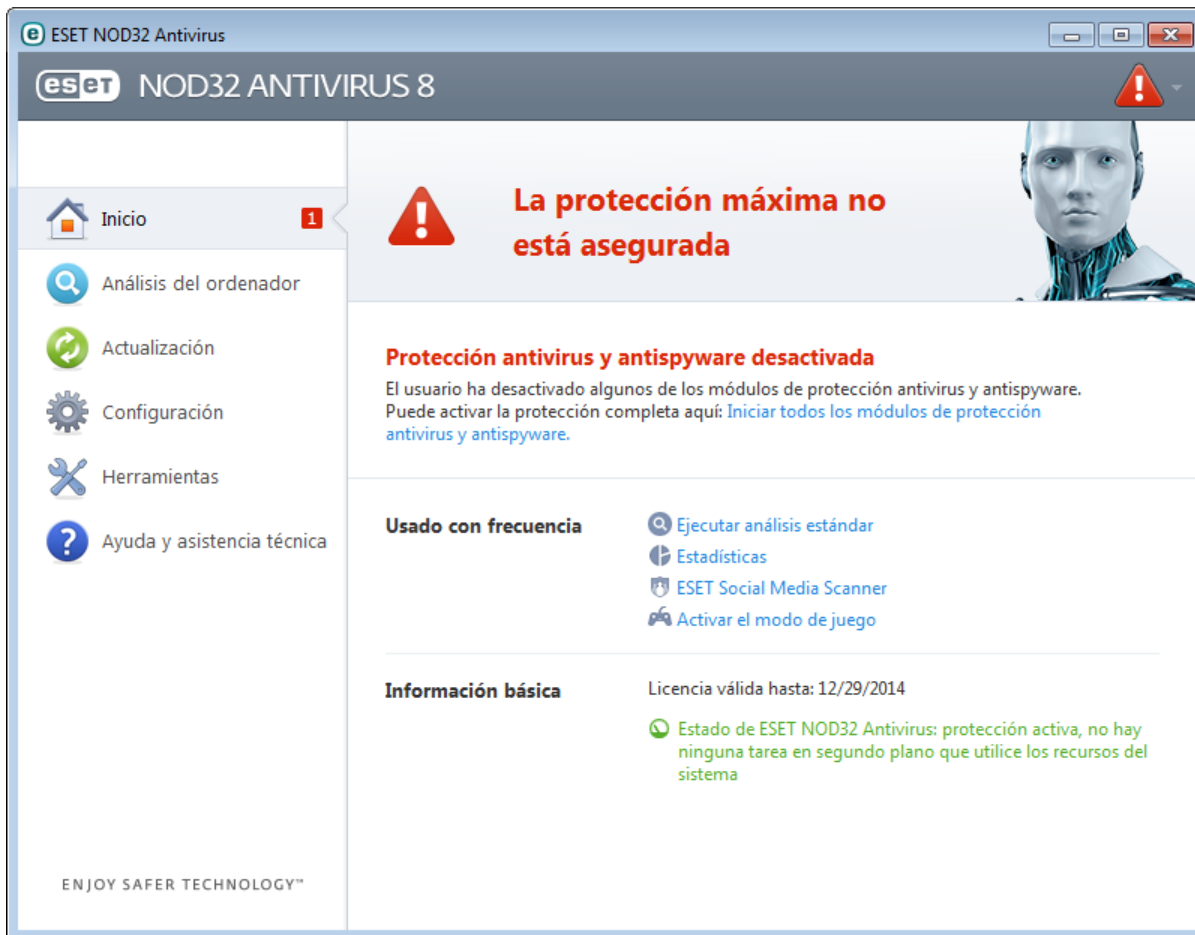 ESET NOD32 Antivirus
eset NOD32 ANTIVIRUS 8
Inicio 1
Análisis del ordenador
Actualización
Configuración
Herramientas
Ayuda y asistencia técnica
ENJOY SAFER TECHNOLOGY™
La protección máxima no
está asegurada
Protección antivirus y antispyware desactivada
El usuario ha desactivado algunos de los módulos de protección antivirus y antispyware.
Puede activar la protección completa aquí: Iniciar todos los módulos de protección
antivirus y antispyware.
Usado con frecuencia
Ejecutar análisis estándar
Estadísticas
ESET Social Media Scanner
Activar el modo de juego
Información básica
Licencia válida hasta: 12/29/2014
Estado de ESET NOD32 Antivirus: protección activa, no hay
ninguna tarea en segundo plano que utilice los recursos del
sistema